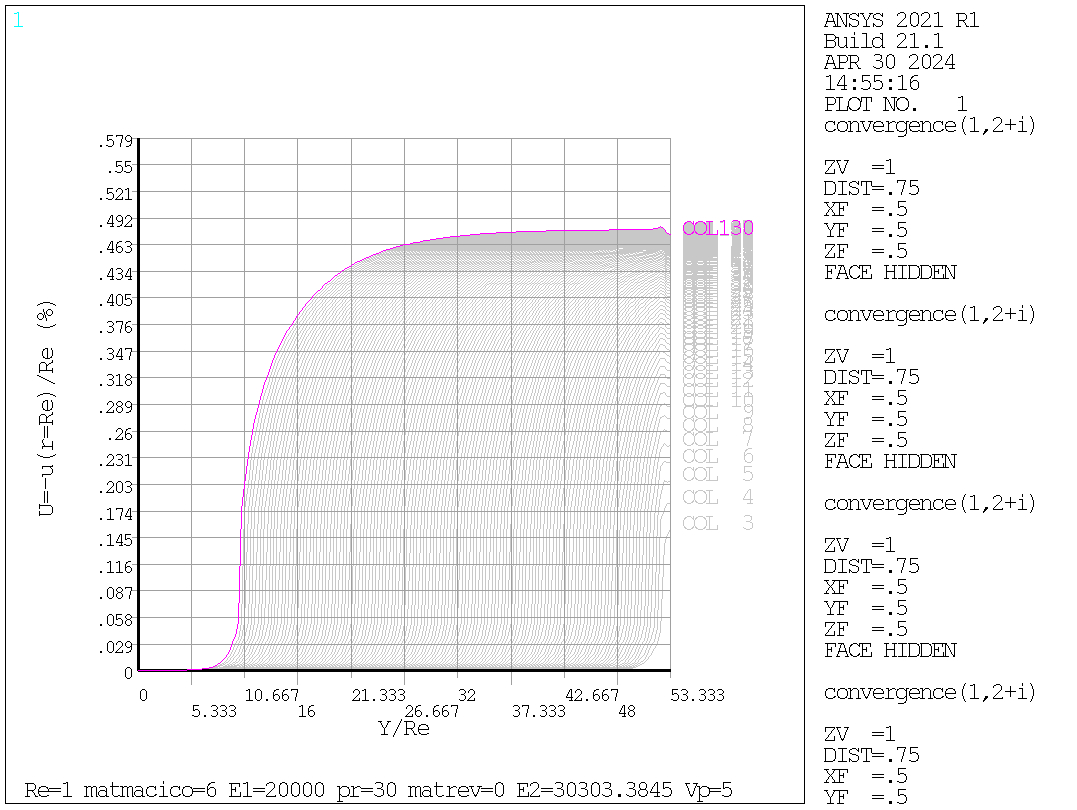 1
ANSYS 2021 R1
Build 21.1
APR 30 2024
14:55:16
PLOT NO.   1
convergence(1,2+i)
ZV  =1
DIST=.75
XF  =.5
YF  =.5
ZF  =.5
FACE HIDDEN
convergence(1,2+i)
ZV  =1
DIST=.75
XF  =.5
YF  =.5
ZF  =.5
FACE HIDDEN
convergence(1,2+i)
ZV  =1
DIST=.75
XF  =.5
YF  =.5
ZF  =.5
FACE HIDDEN
convergence(1,2+i)
ZV  =1
DIST=.75
XF  =.5
YF  =.5
.579
.55
.521
.492
.463
.434
.405
.376
.347
.318
.289
.26
.231
.203
.174
.145
.116
.087
.058
.029
0
U=-u(r=Re)/Re (%)
COL130
COL  9
COL  8
COL  7
COL  6
COL  5
COL  4
COL  3
0 10.667 21.333 32 42.667 53.333
5.333 16 26.667 37.333 48
Y/Re
Re=1 matmacico=6 E1=20000 pr=30 matrev=0 E2=30303.3845 Vp=5